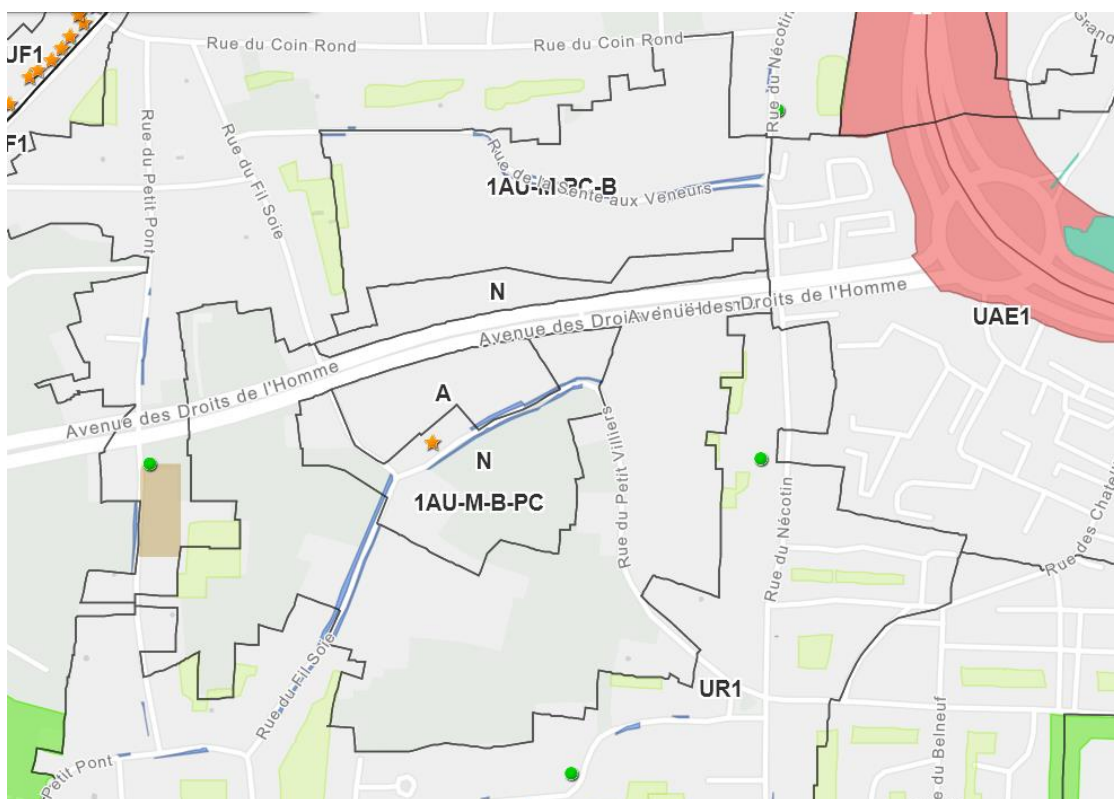 Rue du Coin Rond
Rue du Coin Rond
Rue du Nécotin
Grand
UF1
F1
Rue du Petit Pont
Rue du Fil Soie
1AU-M-PC-B
Rue de la Sente aux Veneurs
N
Avenue des Droits de l'Homme
Avenue des Droits de l'Homme
UAE1
Avenue des Droits de l'Homme
A
N
1AU-M-B-PC
Rue du Petit Villiers
Rue du Nécotin
Rue des Chatel
Rue du Fil Soie
UR1
Petit Pont
e du Belneuf